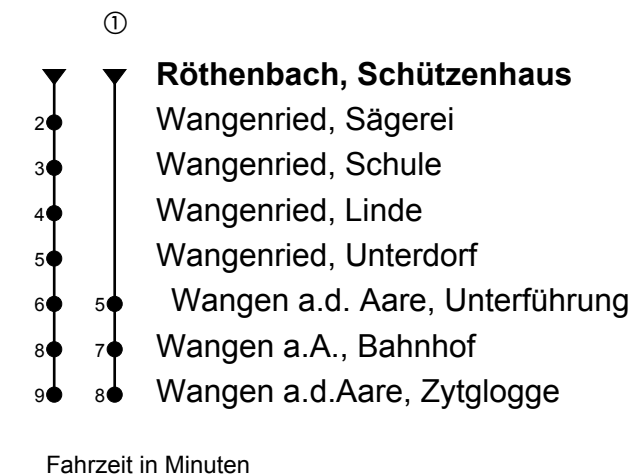 ①
Röthenbach, Schützenhaus
2 Wangenried, Sägerei
3 Wangenried, Schule
4 Wangenried, Linde
5 Wangenried, Unterdorf
6 5 Wangen a.d. Aare, Unterführung
8 7 Wangen a.A., Bahnhof
9 8 Wangen a.d.Aare, Zytglogge
Fahrzeit in Minuten